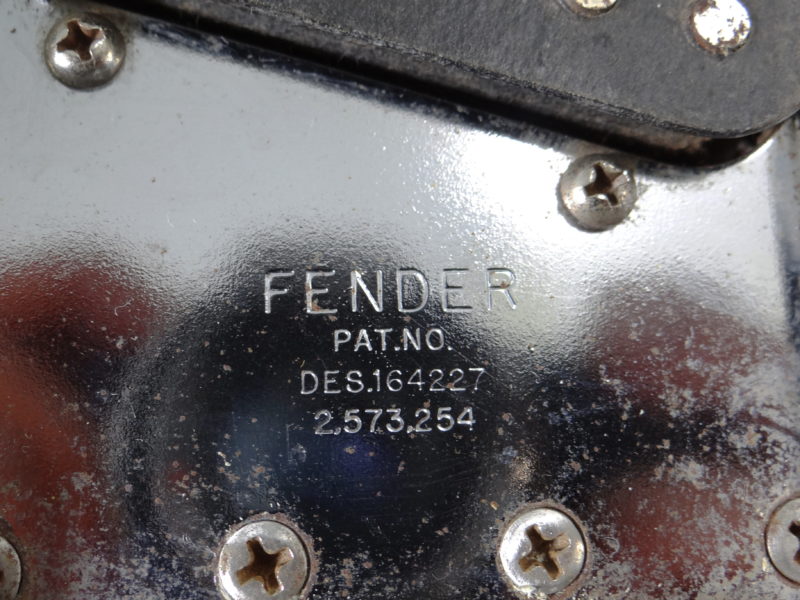 FENDER
PAT.NO.
DES.164227
2.573.254